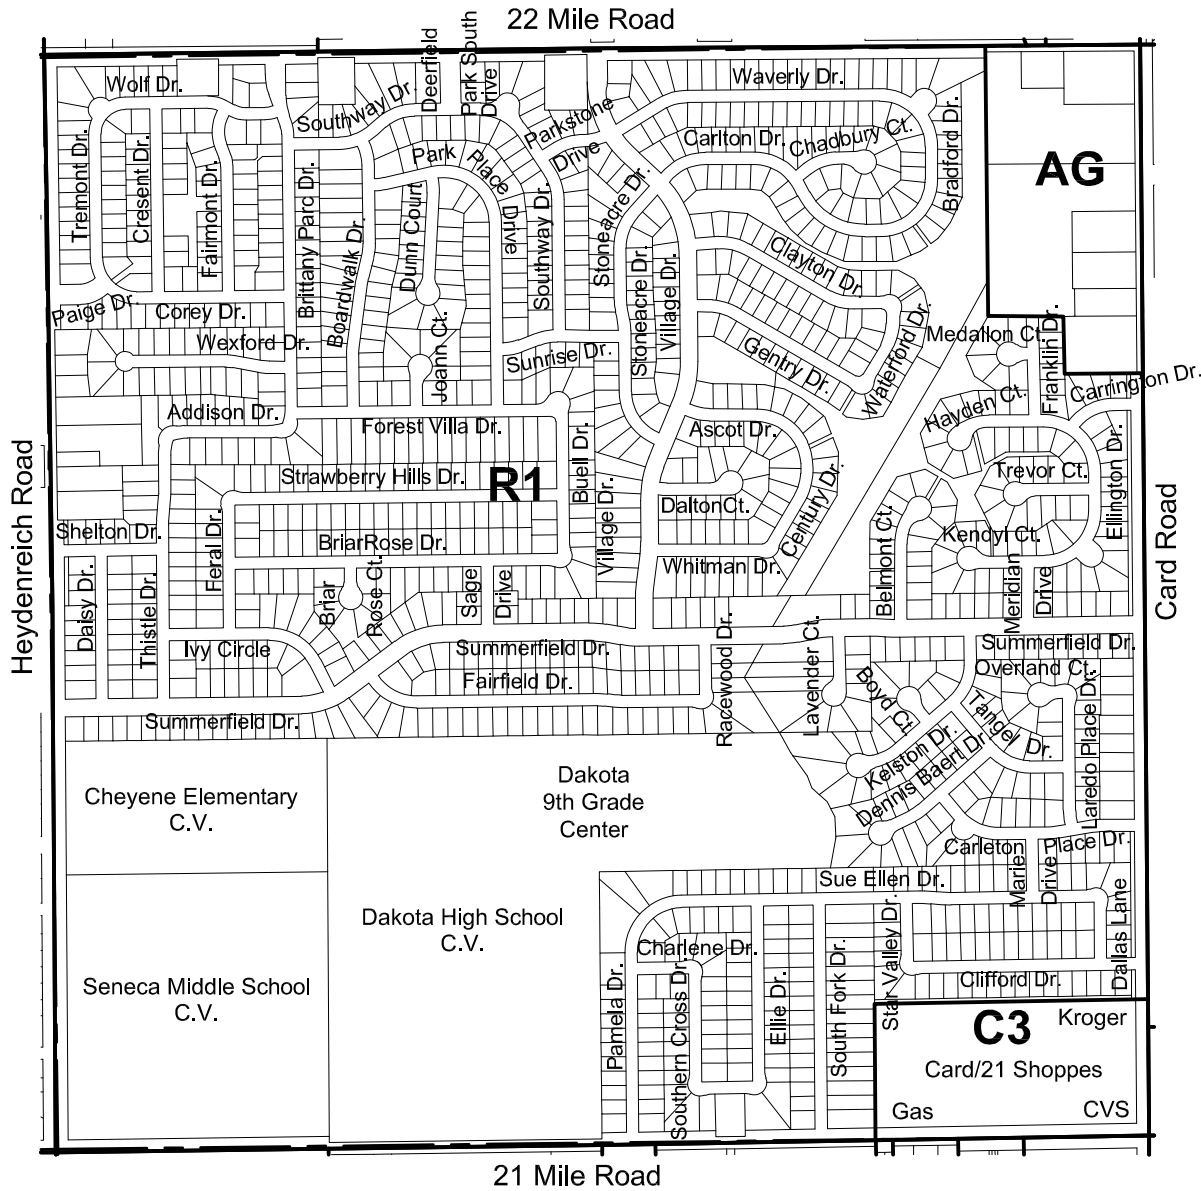 22 Mile Road
Wolf Dr.
Southway Dr.
Deerfield
Park South
Drive
Parkstone
Drive
Waverly Dr.
Carlton Dr.
Chadbury Ct.
Bradford Dr.
AG
Tremont Dr.
Cresent Dr.
Fairmont Dr.
Brittany Pard Dr.
Boardwalk Dr.
Park Place Drive
Dunn Court
Southway Dr.
Stoneacre Dr.
Stoneacre Dr.
Village Dr.
Clayton Dr.
Gentry Dr.
Waterford Dr.
Paige Dr.
Corey Dr.
Wexford Dr.
Joann Ct.
Sunrise Dr.
Medallon Ct.
Franklin Dr.
Carrington Dr.
Hayden Ct.
Addison Dr.
Forest Villa Dr.
Ascot Dr.
Strawberry Hills Dr.
R1
Buell Dr.
Village Dr.
DaltonCt.
Century Dr.
Trevor Ct.
Ellington Dr.
Heydenreich Road
Card Road
Shelton Dr.
Feral Dr.
BriarRose Dr.
Whitman Dr.
Belmont Ct.
Kendyl Ct.
Meridian
Drive
Daisy Dr.
Thistle Dr.
Briar
Rose Ct.
Sage
Drive
Ivy Circle
Summerfield Dr.
Fairfield Dr.
Racewood Dr.
Lavender Ct.
Summerfield Dr.
Overland Ct.
Boyd Ct.
Tangel Dr.
Laredo Place Dr.
Kelston Dr.
Dennis Baert Dr.
Summerfield Dr.
Cheyene Elementary
C.V.
Dakota
9th Grade
Center
Carleton Place Dr.
Marie
Drive
Sue Ellen Dr.
Dallas Lane
Dakota High School
C.V.
Seneca Middle School
C.V.
Charlene Dr.
Pamela Dr.
Southern Cross Dr.
Ellie Dr.
South Fork Dr.
Star Valley Dr.
Clifford Dr.
C3
Kroger
Card/21 Shoppes
Gas
CVS
21 Mile Road